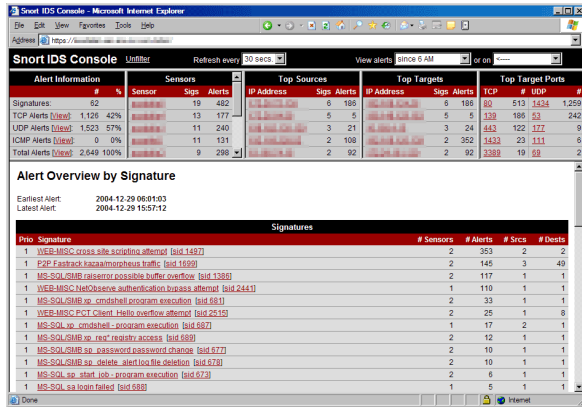 Snort IDS Console - Microsoft Internet Explorer
File Edit View Favorites Tools Help
Address https://
Snort IDS Console Unfilter Refresh every 30 secs. View alerts since 6 AM or on <----
Alert Information Sensors Top Sources Top Targets Top Target Ports
# % Sensor Sigs Alerts IP Address Sigs Alerts IP Address Sigs Alerts TCP # UDP #
Signatures: 62 19 482 6 186 6 186 80 513 1434 1,259
TCP Alerts [View]: 1,126 42% 13 177 5 5 5 5 139 186 53 242
UDP Alerts [View]: 1,523 57% 11 240 3 21 3 24 443 122 177 9
ICMP Alerts [View]: 0 0% 11 131 2 108 2 352 1433 23 111 6
Total Alerts [View]: 2,649 100% 9 298 2 92 2 92 3389 19 69 2
Alert Overview by Signature
Earliest Alert: 2004-12-29 06:01:03
Latest Alert: 2004-12-29 15:57:12
Signatures
Prio Signature # Sensors # Alerts # Srcs # Dests
1 WEB-MISC cross site scripting attempt [sid 1497] 2 353 2 2
1 P2P Fastrack kazaa/morpheus traffic [sid 1699] 2 145 3 49
1 MS-SQL/SMB raiserror possible buffer overflow [sid 1386] 2 117 1 1
1 WEB-MISC NetObserve authentication bypass attempt [sid 2441] 1 110 1 1
1 MS-SQL/SMB xp_cmdshell program execution [sid 681] 2 33 1 1
1 WEB-MISC PCT Client_Hello overflow attempt [sid 2515] 2 25 1 8
1 MS-SQL xp_cmdshell - program execution [sid 687] 1 17 2 1
1 MS-SQL/SMB xp_reg* registry access [sid 689] 2 12 1 1
1 MS-SQL/SMB sp_password password change [sid 677] 2 10 1 1
1 MS-SQL/SMB sp_delete_alert log file deletion [sid 678] 2 10 1 1
1 MS-SQL sp_start_job - program execution [sid 673] 2 6 1 1
1 MS-SQL sa login failed [sid 688] 1 5 1 1
Done Internet